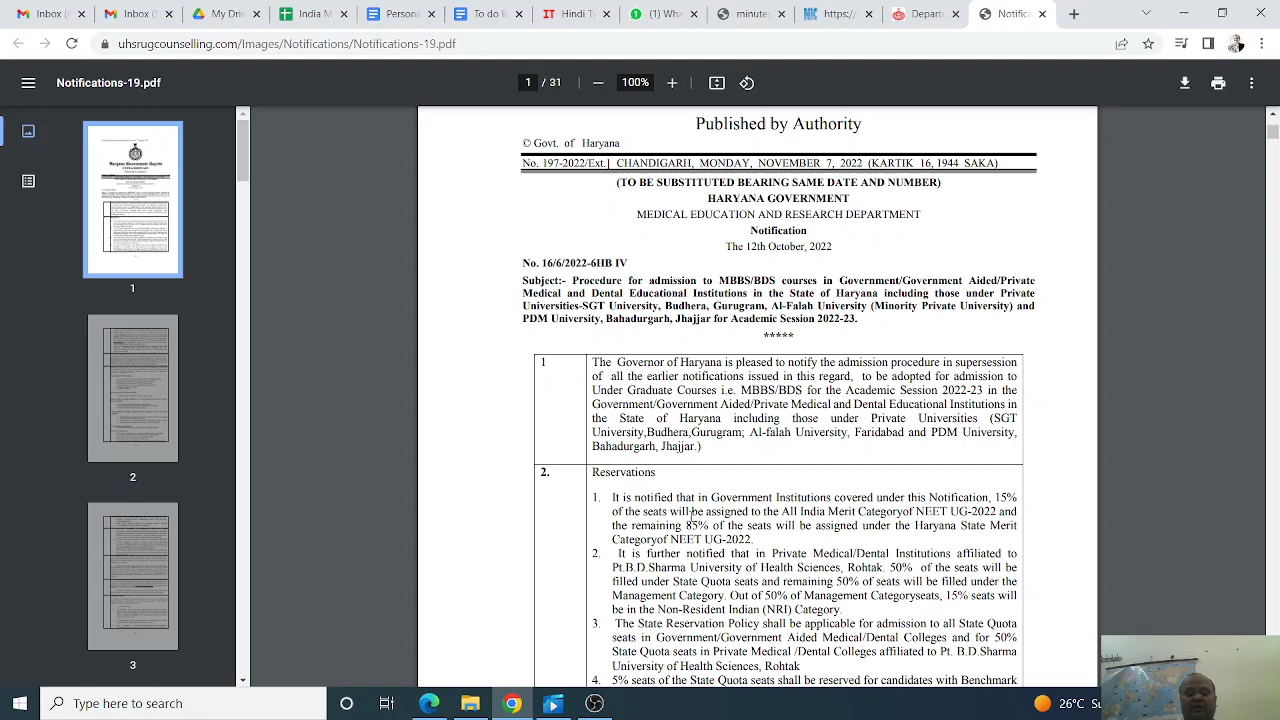 Inbox (
Inbox (
My Driv
India M
Persona
To do li
Hindi Ty
(1) Wha
minutes
https:/
Departm
Notific
uhsrugcounselling.com/Images/Notifications/Notifications-19.pdf
Notifications-19.pdf
1 / 31
100%
Published by Authority
© Govt. of Haryana
No. 197-2022/Ext.] CHANDIGARH, MONDAY, NOVEMBER 7, 2022 (KARTIK 16, 1944 SAKA)
(TO BE SUBSTITUTED BEARING SAME DATE AND NUMBER)
HARYANA GOVERNMENT
MEDICAL EDUCATION AND RESEARCH DEPARTMENT
Notification
The 12th October, 2022
No. 16/6/2022-6HB IV
Subject:- Procedure for admission to MBBS/BDS courses in Government/Government Aided/Private
Medical and Dental Educational Institutions in the State of Haryana including those under Private
Universities-SGT University, Budhera, Gurugram, Al-Falah University (Minority Private University) and
PDM University, Bahadurgarh, Jhajjar for Academic Session 2022-23.
*****
1 The Governor of Haryana is pleased to notify the admission procedure in supersession
of all the earlier notifications issued in this regard, to be adopted for admission to
Under Graduate Courses i.e. MBBS/BDS for the Academic Session 2022-23 in the
Government/Government Aided/Private Medical and Dental Educational Institutions in
the State of Haryana including those under Private Universities (SGT
University,Budhera,Gurugram; Al-falah University, Faridabad and PDM University,
Bahadurgarh, Jhajjar.)
2. Reservations
1. It is notified that in Government Institutions covered under this Notification, 15%
of the seats will be assigned to the All India Merit Categoryof NEET UG-2022 and
the remaining 85% of the seats will be assigned under the Haryana State Merit
Categoryof NEET UG-2022.
2. It is further notified that in Private Medical/Dental Institutions affiliated to
Pt.B.D Sharma University of Health Sciences, Rohtak. 50% of the seats will be
filled under State Quota seats and remaining 50% of seats will be filled under the
Management Category. Out of 50% of Management Categoryseats, 15% seats will
be in the Non-Resident Indian (NRI) Category.
3. The State Reservation Policy shall be applicable for admission to all State Quota
seats in Government/Government Aided Medical/Dental Colleges and for 50%
State Quota seats in Private Medical /Dental Colleges affiliated to Pt. B.D.Sharma
University of Health Sciences, Rohtak
4. 5% seats of the State Quota seats shall be reserved for candidates with Benchmark
1
2
3
Type here to search
26°C